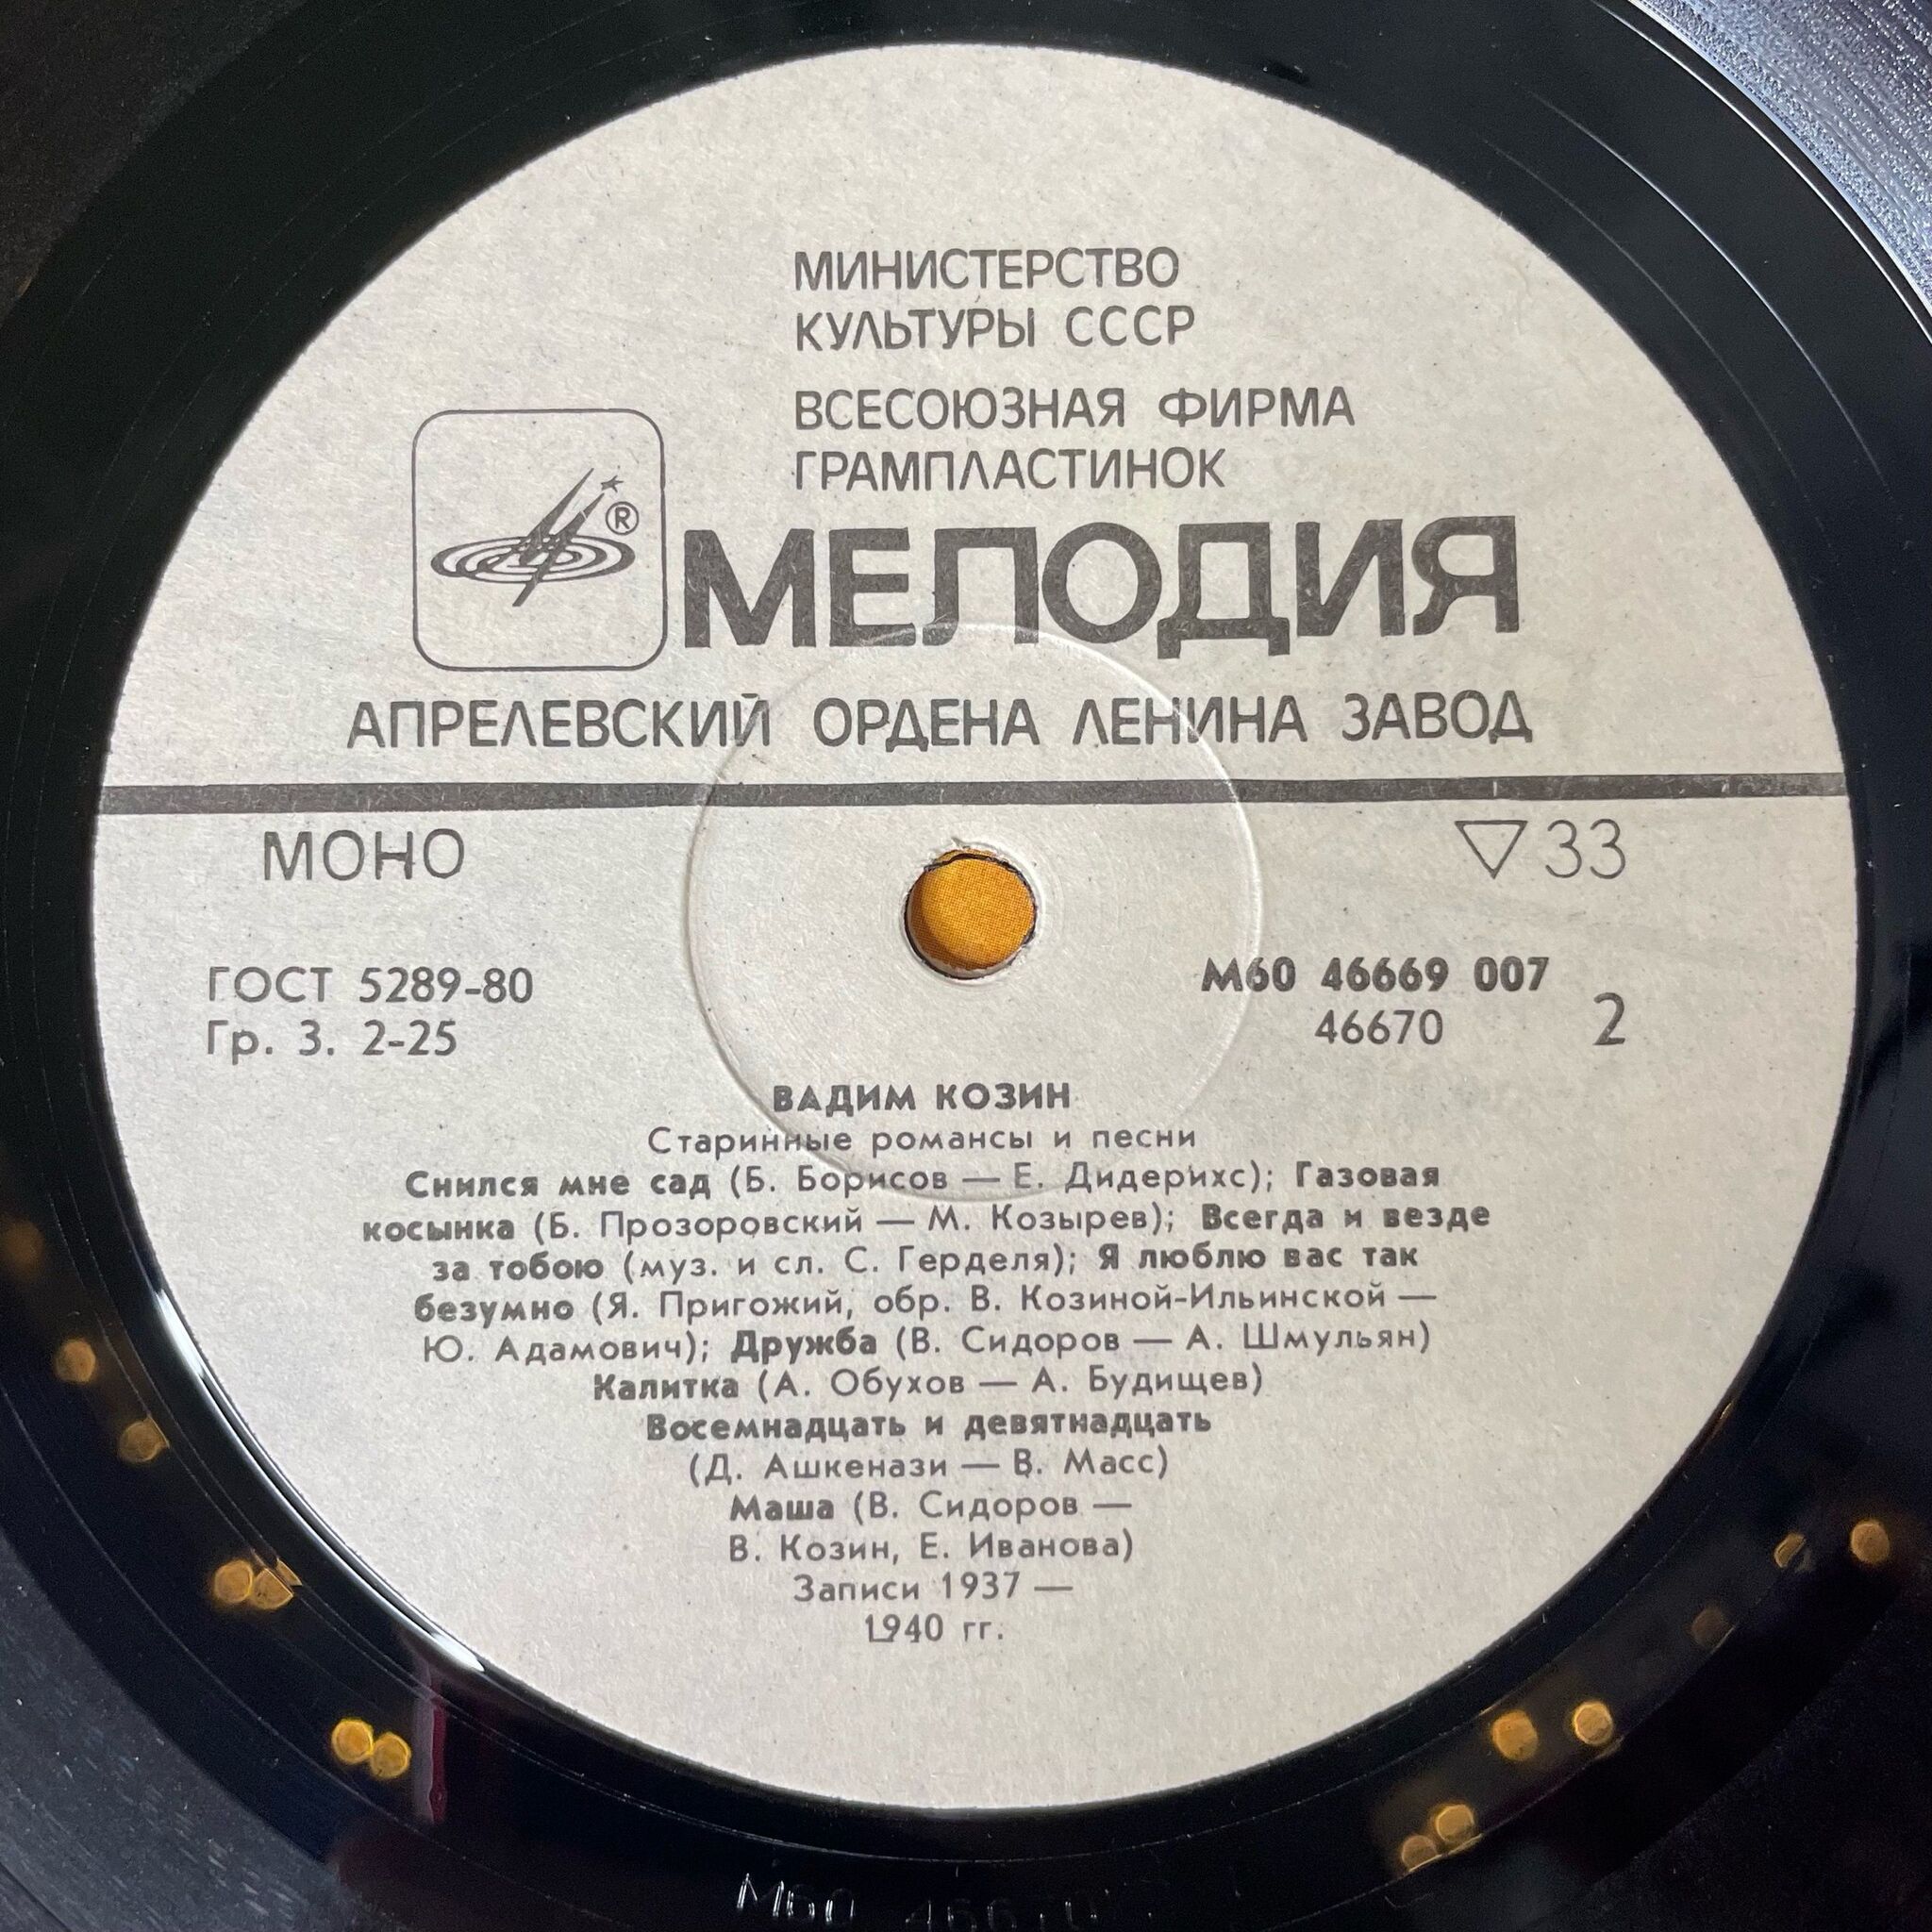 МИНИСТЕРСТВО
КУЛЬТУРЫ СССР
ВСЕСОЮЗНАЯ ФИРМА
ГРАМПЛАСТИНОК
®
МЕЛОДИЯ
АПРЕЛЕВСКИЙ ОРДЕНА ЛЕНИНА ЗАВОД
МОНО
▽33
ГОСТ 5289-80
Гр. 3. 2-25
М60 46669 007
46670
2
ВАДИМ КОЗИН
Старинные романсы и песни
Снился мне сад (Б. Борисов — Е. Дидерихс); Газовая
косынка (Б. Прозоровский — М. Козырев); Всегда и везде
за тобою (муз. и сл. С. Герделя); Я люблю вас так
безумно (Я. Пригожий, обр. В. Козиной-Ильинской —
Ю. Адамович); Дружба (В. Сидоров — А. Шмульян)
Калитка (А. Обухов — А. Будищев)
Восемнадцать и девятнадцать
(Д. Ашкенази — В. Масс)
Маша (В. Сидоров —
В. Козин, Е. Иванова)
Записи 1937 —
1940 гг.
М60